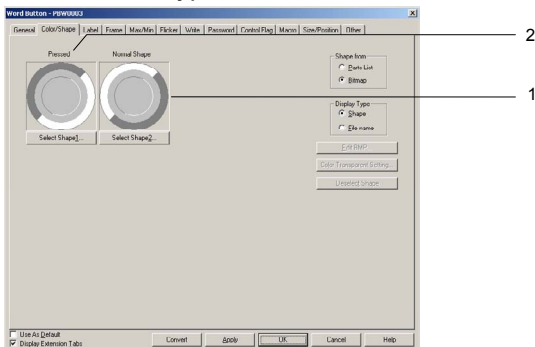 Word Button - PBW0003
General Color/Shape Label Frame Max/Min Flicker Write Password Control Flag Macro Size/Position Other
2
Pressed Normal Shape
Shape from
Parts List
Bitmap
1
Display Type
Shape
File name
Select Shape1... Select Shape2...
Edit BMP
Color Transparent Setting...
Deselect Shape
Use As Default
Display Extension Tabs
Convert Apply OK Cancel Help